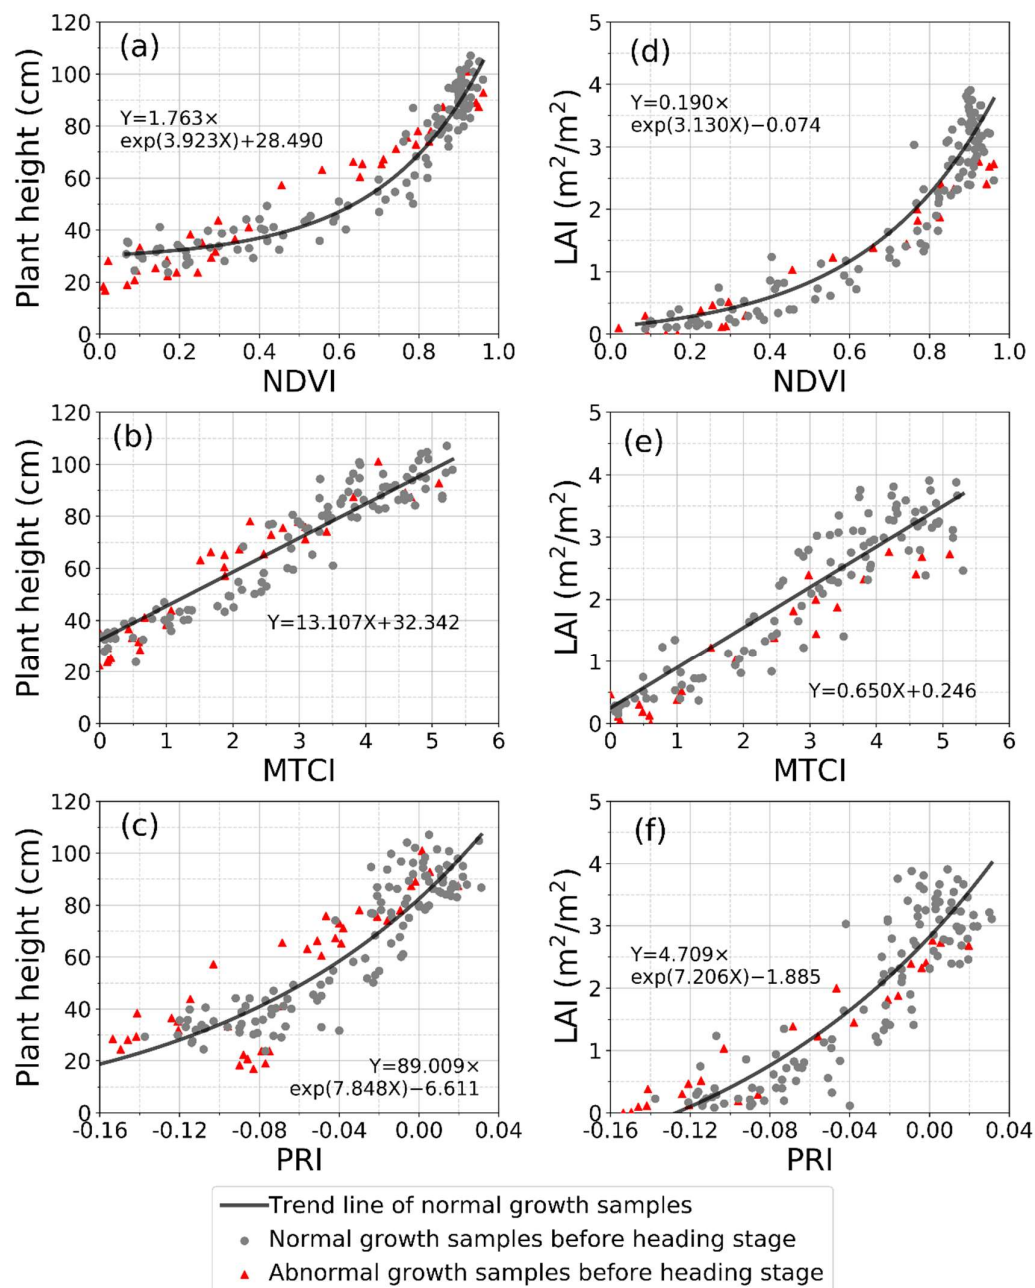 (a)
Plant height (cm)
120
100
80
60
40
20
0
Y=1.763×
exp(3.923X)+28.490
0.0 0.2 0.4 0.6 0.8 1.0
NDVI
(d)
LAI (m²/m²)
5
4
3
2
1
0
Y=0.190×
exp(3.130X)−0.074
0.0 0.2 0.4 0.6 0.8 1.0
NDVI
(b)
Plant height (cm)
120
100
80
60
40
20
0
Y=13.107X+32.342
0 1 2 3 4 5 6
MTCI
(e)
LAI (m²/m²)
5
4
3
2
1
0
Y=0.650X+0.246
0 1 2 3 4 5 6
MTCI
(c)
Plant height (cm)
120
100
80
60
40
20
0
Y=89.009×
exp(7.848X)−6.611
-0.16 -0.12 -0.08 -0.04 0.00 0.04
PRI
(f)
LAI (m²/m²)
5
4
3
2
1
0
Y=4.709×
exp(7.206X)−1.885
-0.16 -0.12 -0.08 -0.04 0.00 0.04
PRI
Trend line of normal growth samples
Normal growth samples before heading stage
Abnormal growth samples before heading stage